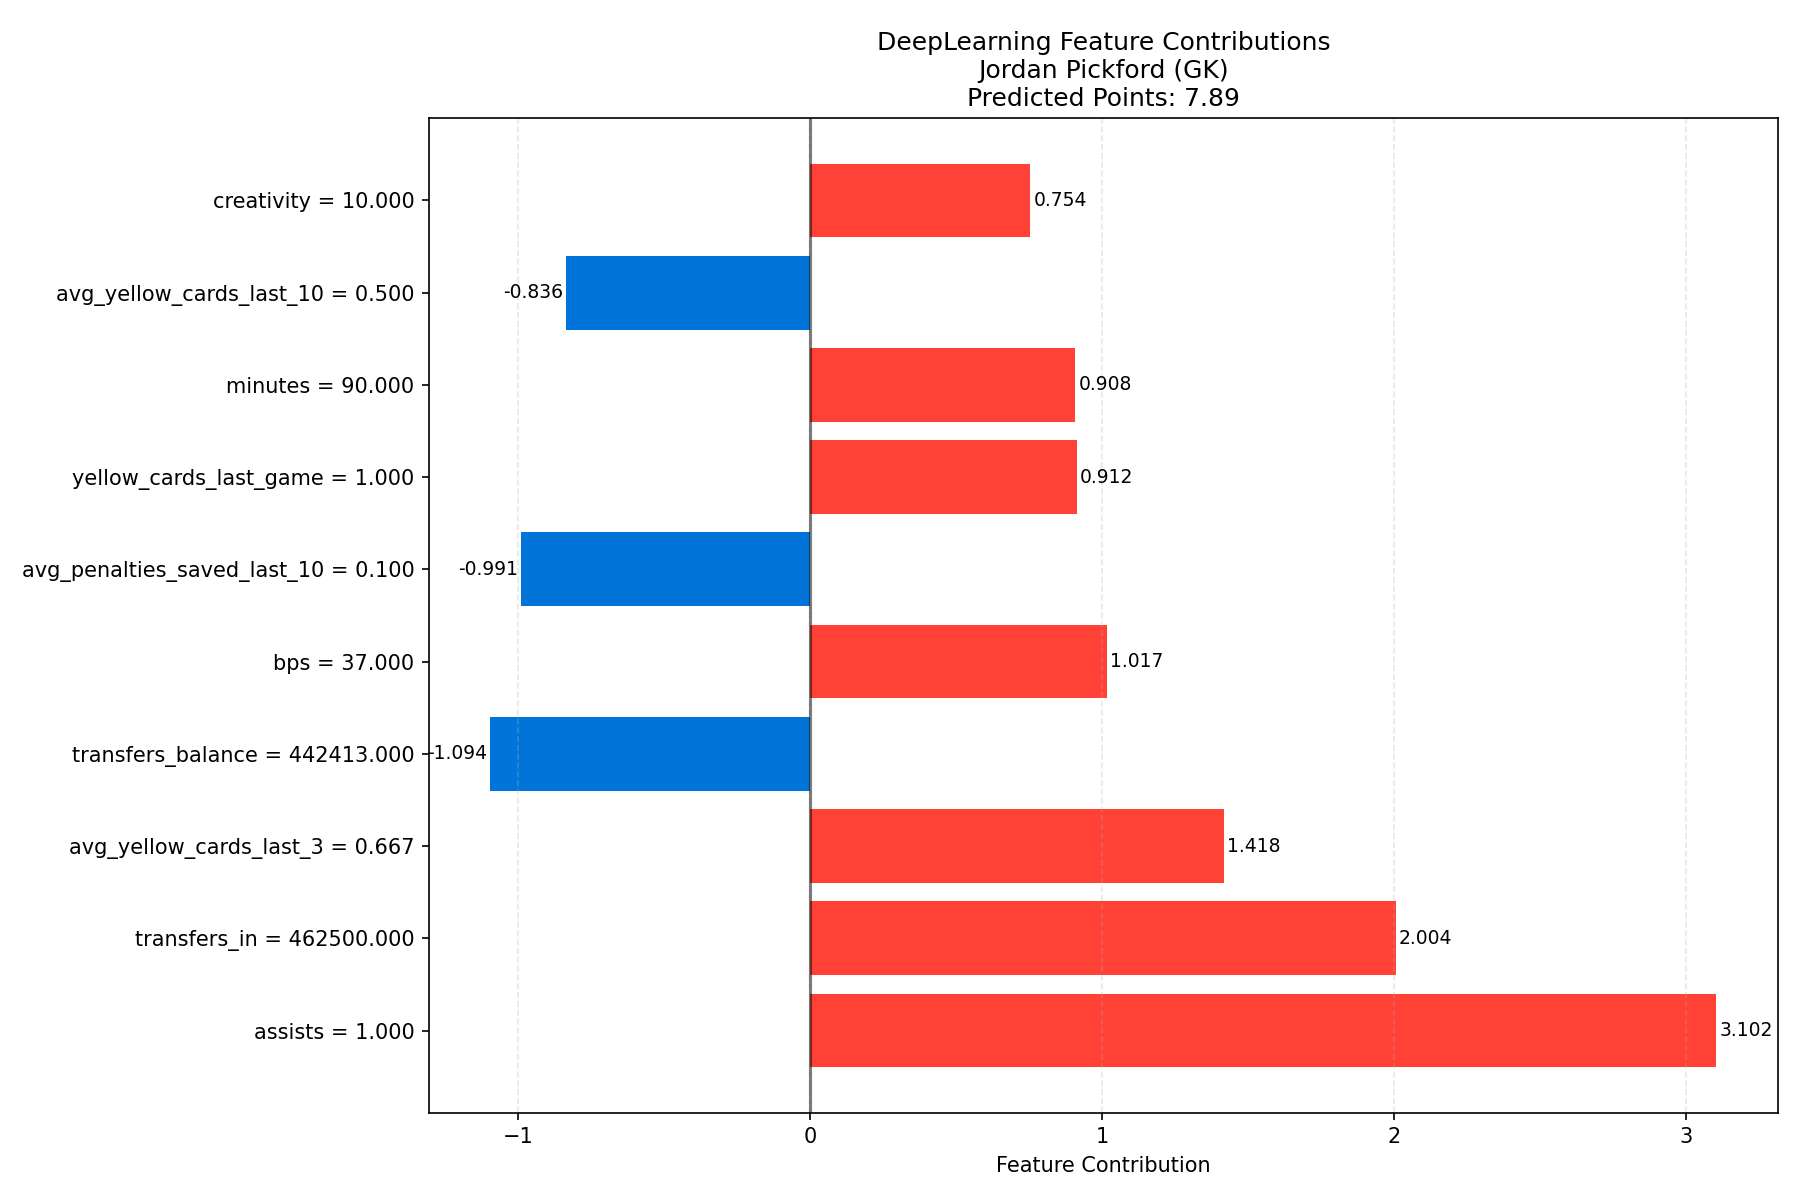 DeepLearning Feature Contributions
Jordan Pickford (GK)
Predicted Points: 7.89
creativity = 10.000
0.754
avg_yellow_cards_last_10 = 0.500
-0.836
minutes = 90.000
0.908
yellow_cards_last_game = 1.000
0.912
avg_penalties_saved_last_10 = 0.100
-0.991
bps = 37.000
1.017
transfers_balance = 442413.000
-1.094
avg_yellow_cards_last_3 = 0.667
1.418
transfers_in = 462500.000
2.004
assists = 1.000
3.102
−1 0 1 2 3
Feature Contribution